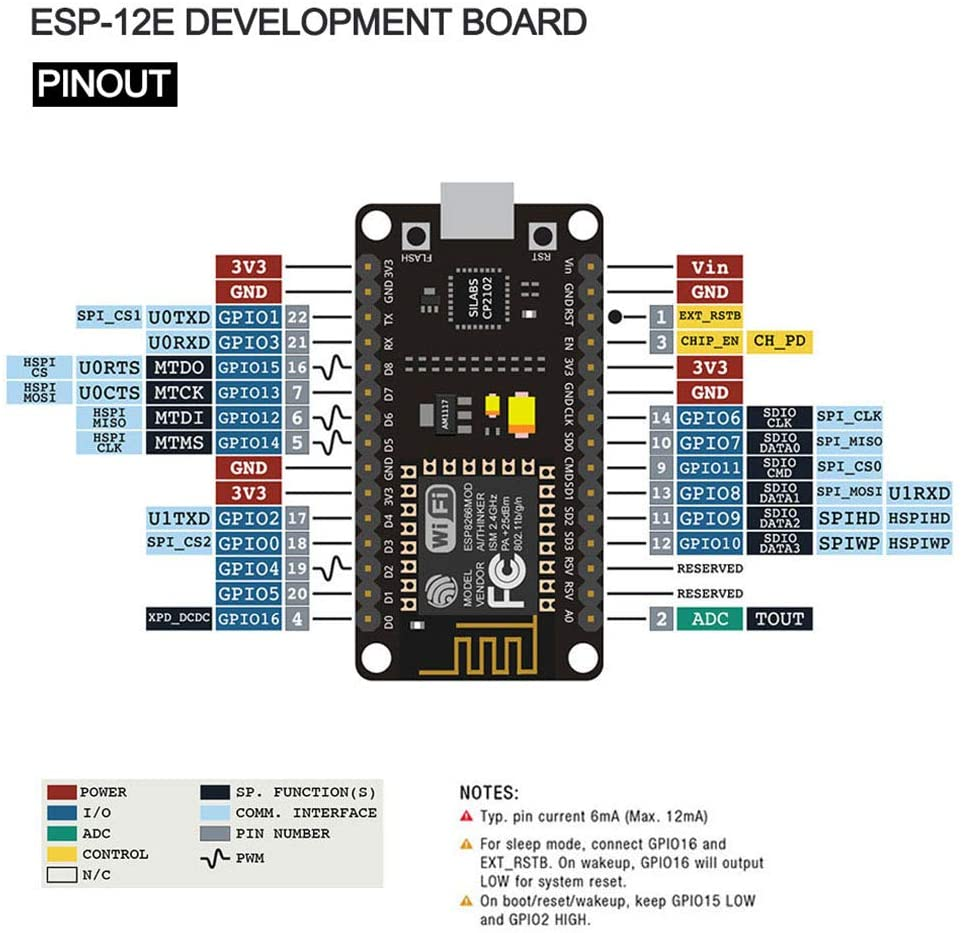 ESP-12E DEVELOPMENT BOARD
PINOUT
FLASH
RST
3V3
GND
SPI_CS1 U0TXD GPIO1 22
U0RXD GPIO3 21
HSPI CS U0RTS MTDO GPIO15 16
HSPI MOSI U0CTS MTCK GPIO13 7
HSPI MISO MTDI GPIO12 6
HSPI CLK MTMS GPIO14 5
GND
3V3
U1TXD GPIO2 17
SPI_CS2 GPIO0 18
GPIO4 19
GPIO5 20
XPD_DCDC GPIO16 4
3V3
GND
TX
RX
D8
D7
D6
D5
GND
3V3
D4
D3
D2
D1
D0
SILABS
CP2102
AM1117
WiFi
ESP8266MOD
AI/THINKER
ISM 2.4GHz
PA +25dBm
802.11b/g/n
MODEL
VENDOR
FC
Vin
GND
RST
EN
3V3
GND
CLK
SD0
CMD
SD1
SD2
SD3
RSV
RSV
A0
Vin
GND
1 EXT_RSTB
3 CHIP_EN CH_PD
3V3
GND
14 GPIO6 SDIO CLK SPI_CLK
10 GPIO7 SDIO DATA0 SPI_MISO
9 GPIO11 SDIO CMD SPI_CS0
13 GPIO8 SDIO DATA1 SPI_MOSI U1RXD
11 GPIO9 SDIO DATA2 SPIHD HSPIHD
12 GPIO10 SDIO DATA3 SPIWP HSPIWP
RESERVED
RESERVED
2 ADC TOUT
POWER
I/O
ADC
CONTROL
N/C
SP. FUNCTION(S)
COMM. INTERFACE
PIN NUMBER
PWM
NOTES:
Typ. pin current 6mA (Max. 12mA)
For sleep mode, connect GPIO16 and
EXT_RSTB. On wakeup, GPIO16 will output
LOW for system reset.
On boot/reset/wakeup, keep GPIO15 LOW
and GPIO2 HIGH.